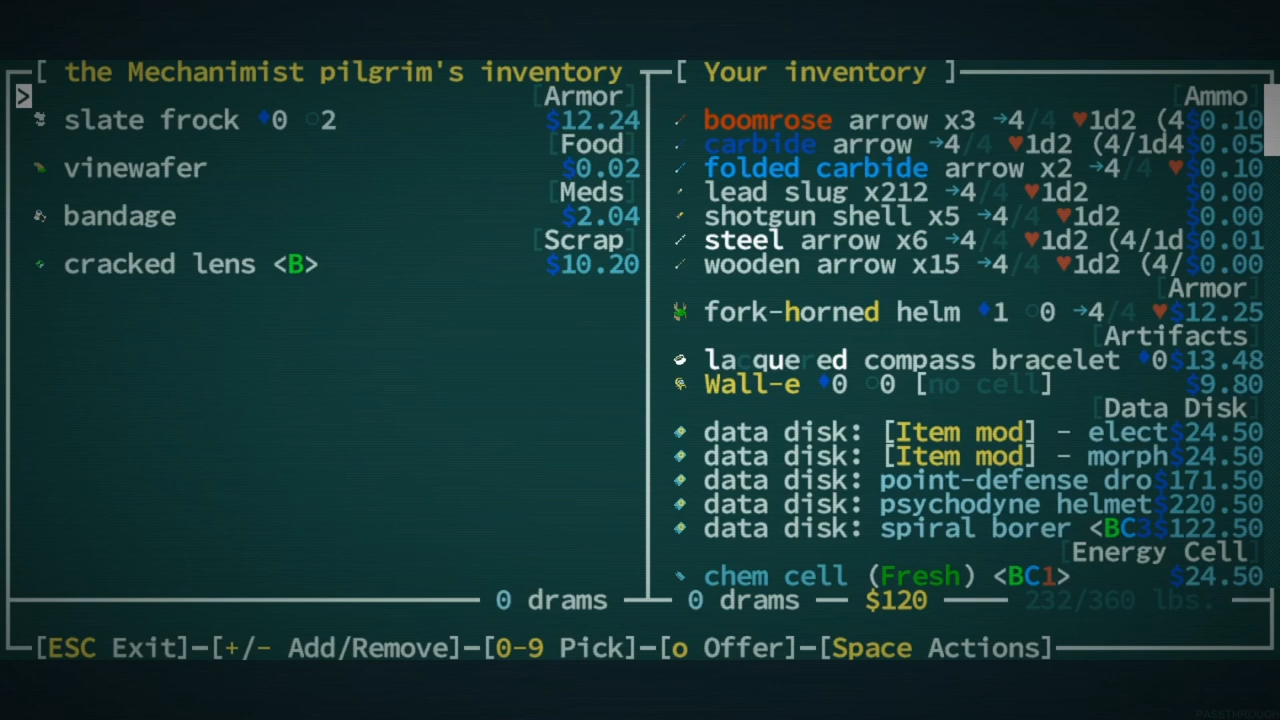 [ the Mechanimist pilgrim's inventory
[Armor]
>
slate frock ♦0 ○2 $12.24
[Food]
vinewafer $0.02
[Meds]
bandage $2.04
[Scrap]
cracked lens <B> $10.20
0 drams
[ Your inventory ]
[Ammo
boomrose arrow x3 →4/4 ♥1d2 (4$0.10
carbide arrow →4/4 ♥1d2 (4/1d4$0.05
folded carbide arrow x2 →4/4 ♥$0.10
lead slug x212 →4/4 ♥1d2 $0.00
shotgun shell x5 →4/4 ♥1d2 $0.00
steel arrow x6 →4/4 ♥1d2 (4/1d$0.01
wooden arrow x15 →4/4 ♥1d2 (4/$0.00
[Armor]
fork-horned helm ♦1 ○0 →4/4 ♥$12.25
[Artifacts]
lacquered compass bracelet ♦0$13.48
Wall-e ♦0 ○0 [no cell] $9.80
[Data Disk]
data disk: [Item mod] - elect$24.50
data disk: [Item mod] - morph$24.50
data disk: point-defense dro$171.50
data disk: psychodyne helmet$220.50
data disk: spiral borer <BC3$122.50
[Energy Cell]
chem cell (Fresh) <BC1> $24.50
0 drams — $120 — 232/360 lbs.
[ESC Exit]-[+/- Add/Remove]-[0-9 Pick]-[o Offer]-[Space Actions]